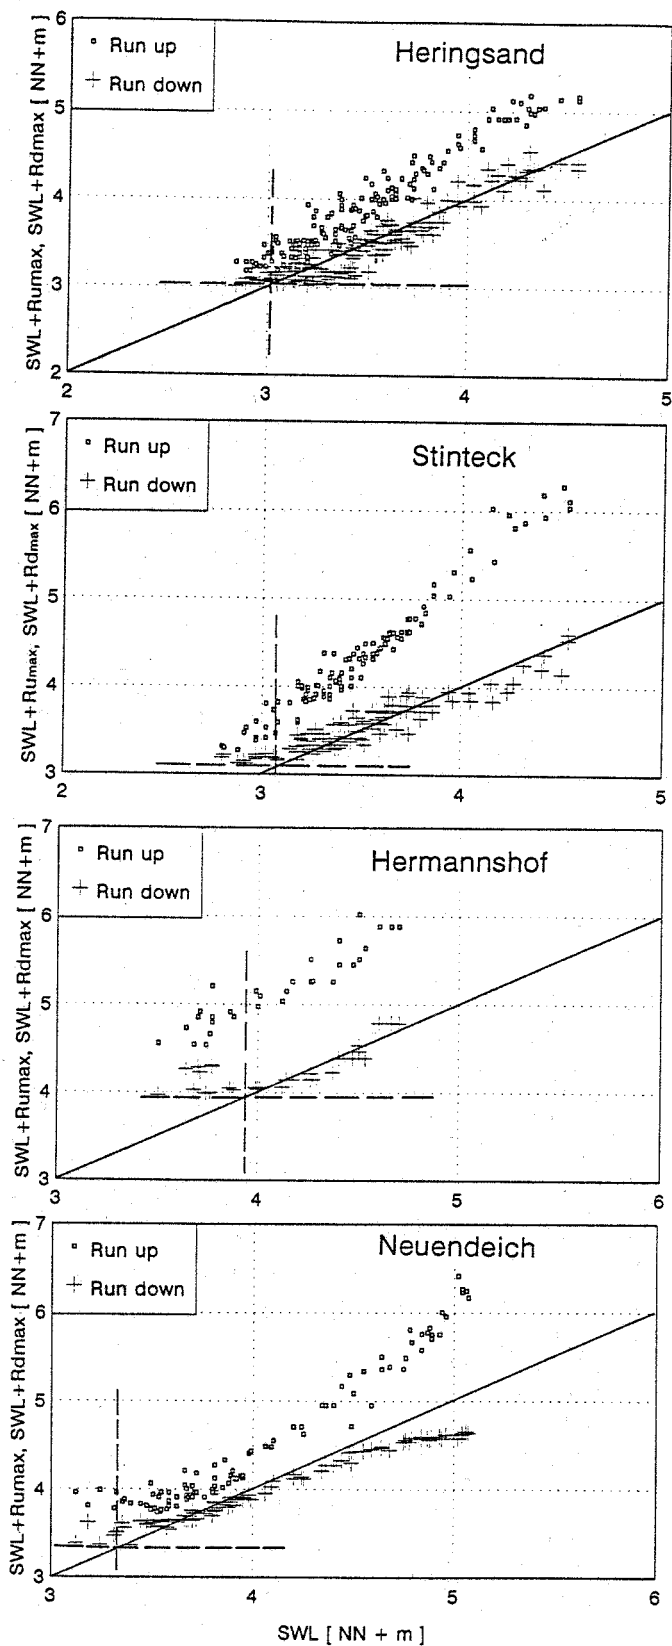 SWL+Rumax, SWL+Rdmax [ NN+m ]
6
5
4
3
2
Run up
Run down
Heringsand
2 3 4 5
SWL+Rumax, SWL+Rdmax [ NN+m ]
7
6
5
4
3
Run up
Run down
Stinteck
2 3 4 5
SWL+Rumax, SWL+Rdmax [ NN+m ]
7
6
5
4
3
Run up
Run down
Hermannshof
3 4 5 6
SWL+Rumax, SWL+Rdmax [ NN+m ]
7
6
5
4
3
Run up
Run down
Neuendeich
3 4 5 6
SWL [ NN + m ]